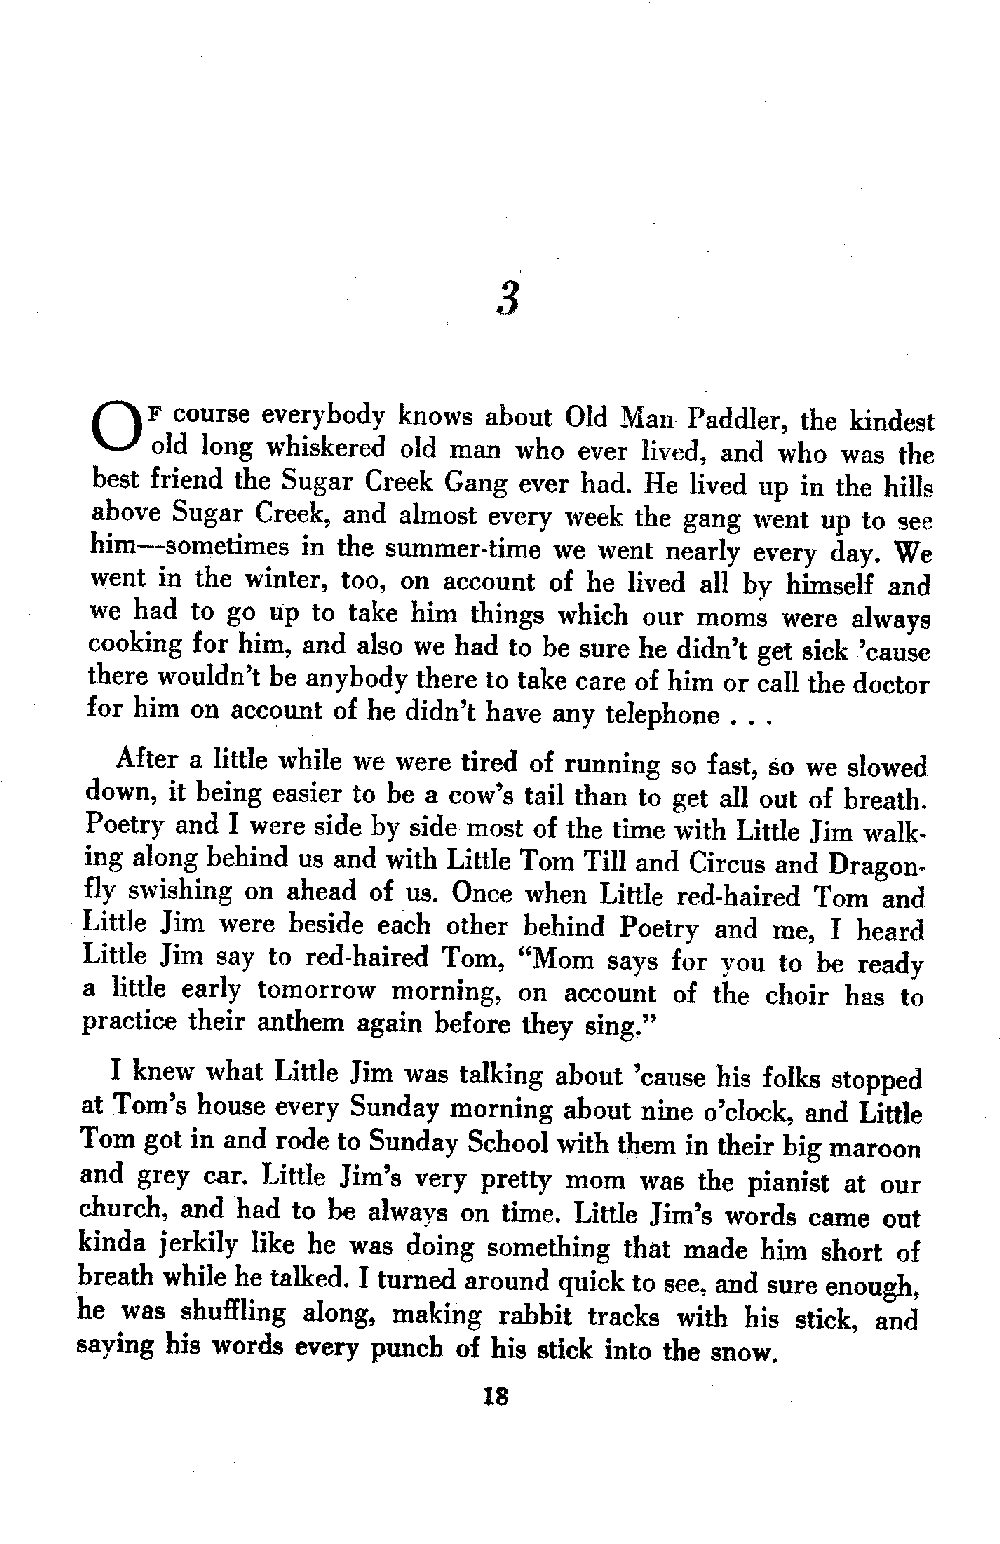 3
OF course everybody knows about Old Man Paddler, the kindest
old long whiskered old man who ever lived, and who was the
best friend the Sugar Creek Gang ever had. He lived up in the hills
above Sugar Creek, and almost every week the gang went up to see
him—sometimes in the summer-time we went nearly every day. We
went in the winter, too, on account of he lived all by himself and
we had to go up to take him things which our moms were always
cooking for him, and also we had to be sure he didn't get sick 'cause
there wouldn't be anybody there to take care of him or call the doctor
for him on account of he didn't have any telephone . . .
After a little while we were tired of running so fast, so we slowed
down, it being easier to be a cow's tail than to get all out of breath.
Poetry and I were side by side most of the time with Little Jim walk-
ing along behind us and with Little Tom Till and Circus and Dragon-
fly swishing on ahead of us. Once when Little red-haired Tom and
Little Jim were beside each other behind Poetry and me, I heard
Little Jim say to red-haired Tom, "Mom says for you to be ready
a little early tomorrow morning, on account of the choir has to
practice their anthem again before they sing."
I knew what Little Jim was talking about 'cause his folks stopped
at Tom's house every Sunday morning about nine o'clock, and Little
Tom got in and rode to Sunday School with them in their big maroon
and grey car. Little Jim's very pretty mom was the pianist at our
church, and had to be always on time. Little Jim's words came out
kinda jerkily like he was doing something that made him short of
breath while he talked. I turned around quick to see, and sure enough,
he was shuffling along, making rabbit tracks with his stick, and
saying his words every punch of his stick into the snow.
18